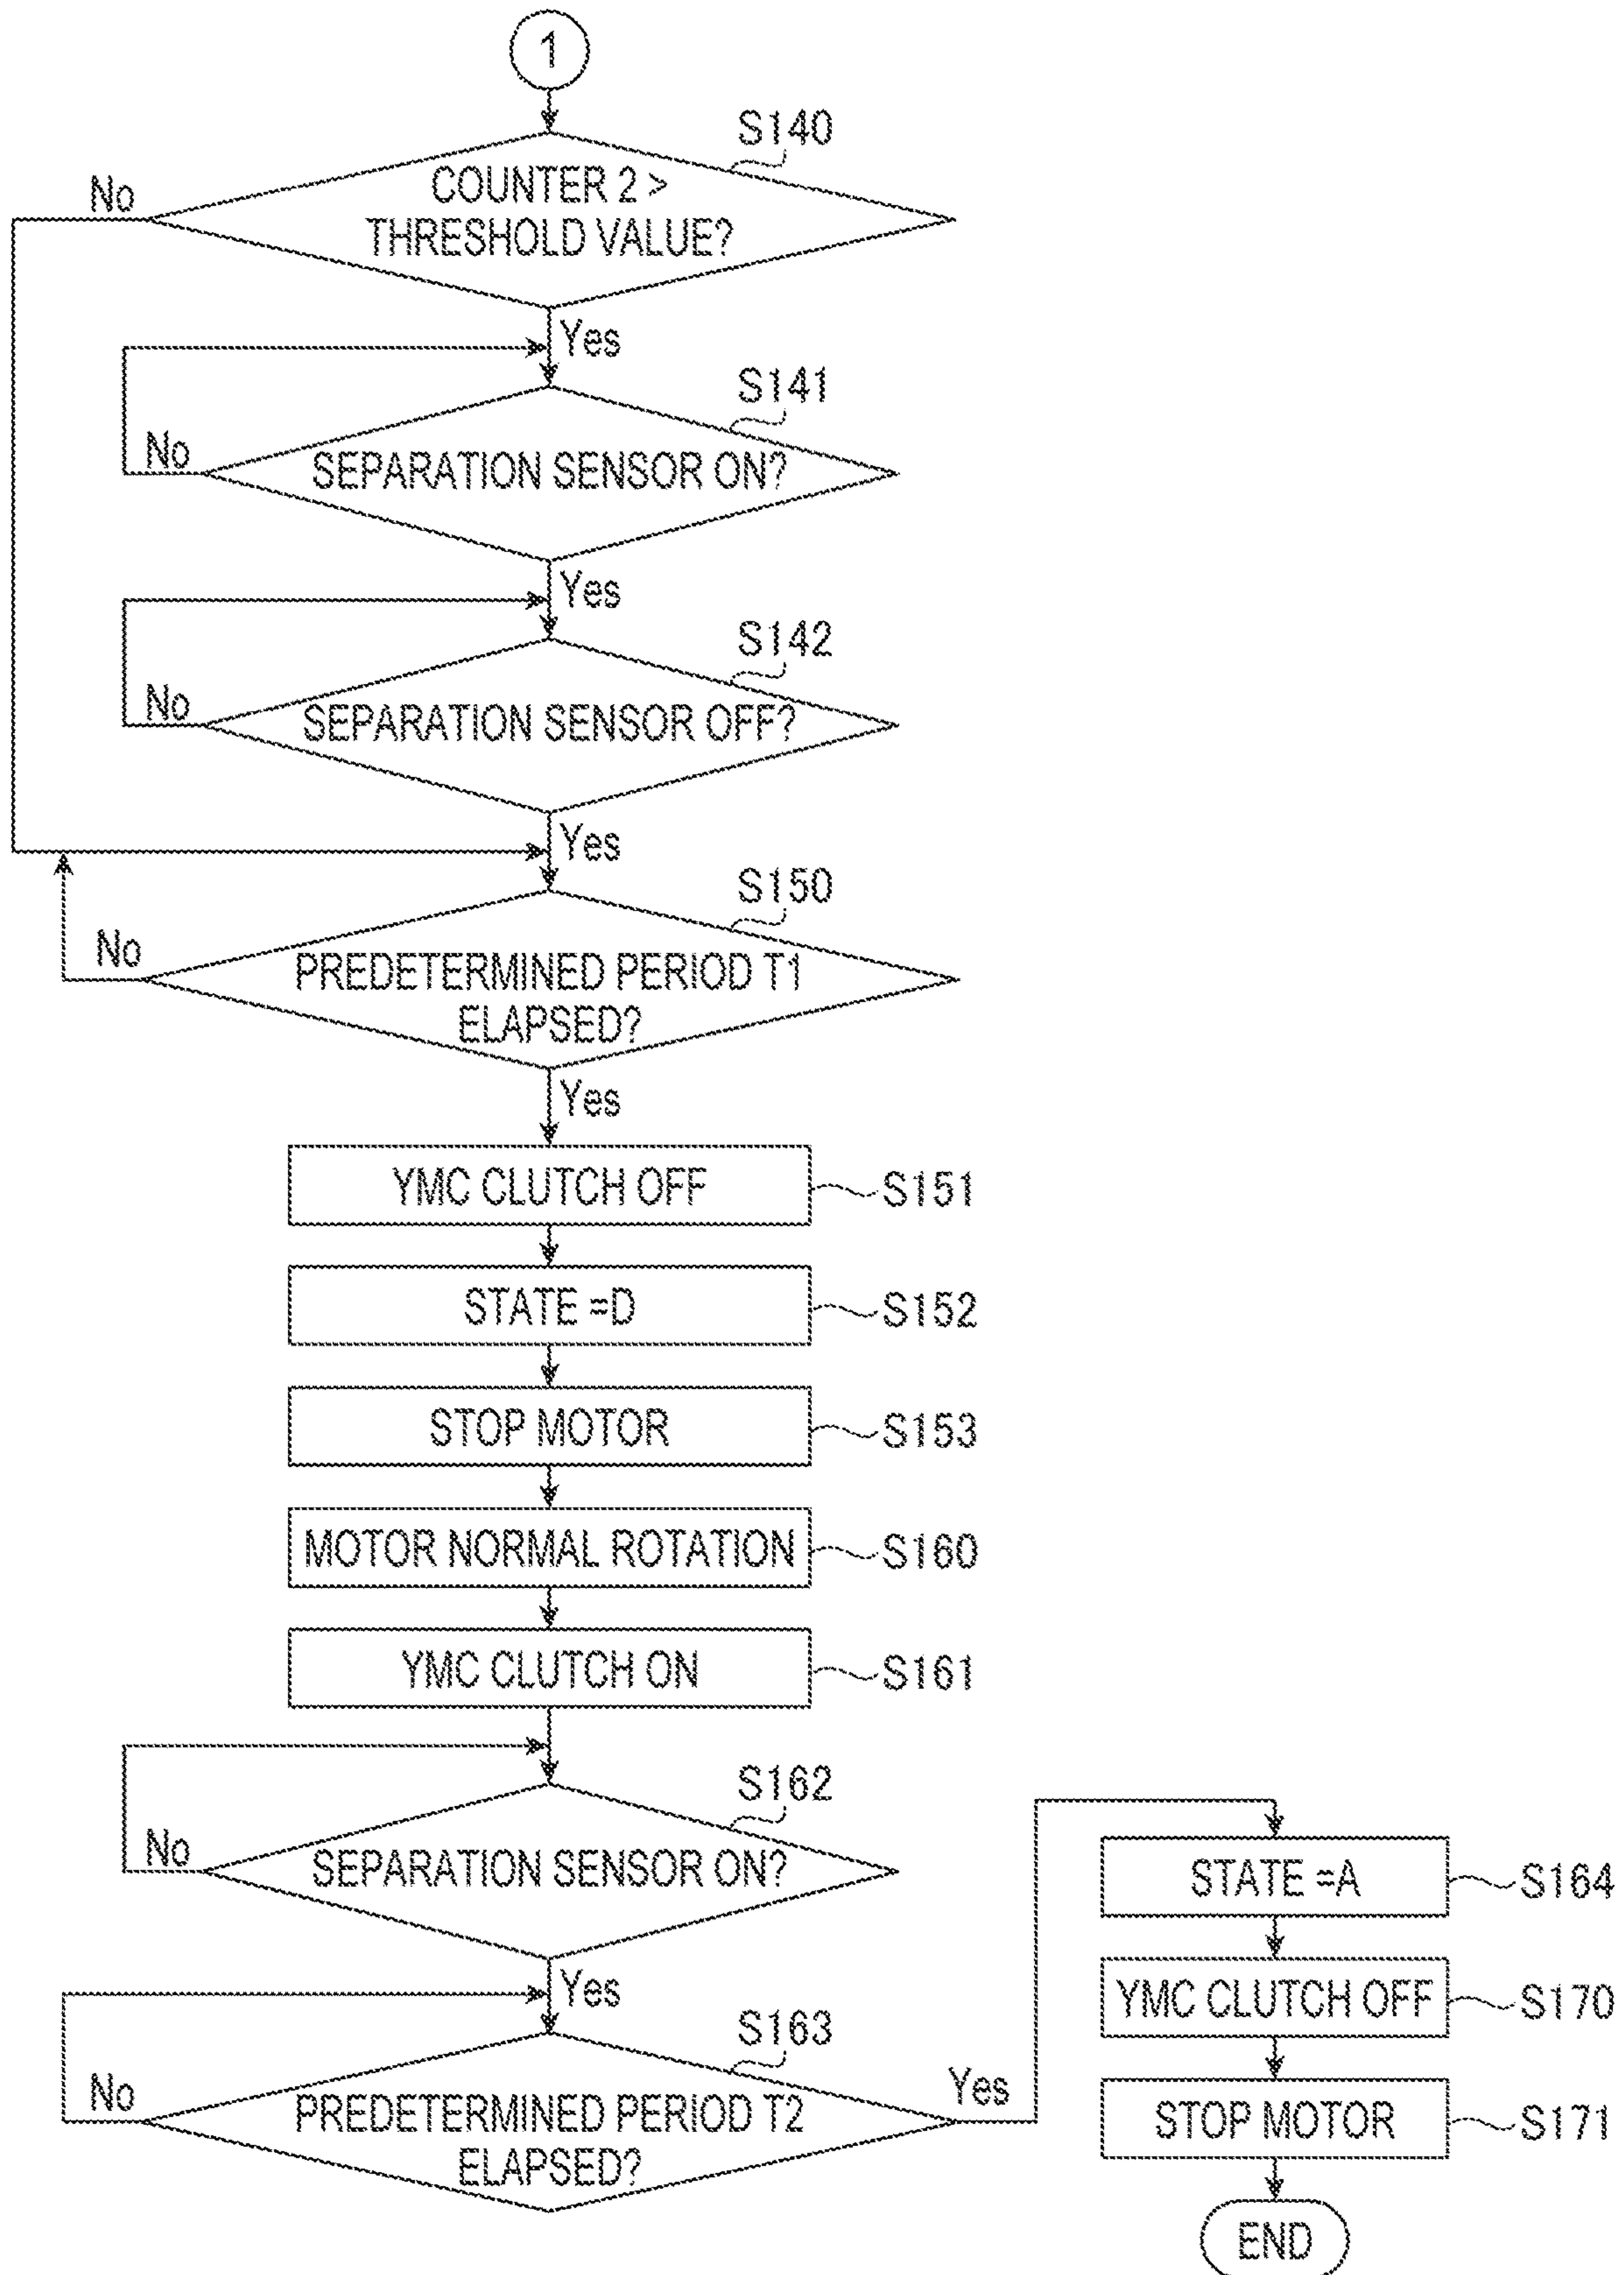 1
S140
No
COUNTER 2 >
THRESHOLD VALUE?
Yes
S141
No
SEPARATION SENSOR ON?
Yes
S142
No
SEPARATION SENSOR OFF?
Yes
S150
No
PREDETERMINED PERIOD T1
ELAPSED?
Yes
YMC CLUTCH OFF
S151
STATE =D
S152
STOP MOTOR
S153
MOTOR NORMAL ROTATION
S160
YMC CLUTCH ON
S161
S162
No
SEPARATION SENSOR ON?
Yes
S163
No
PREDETERMINED PERIOD T2
ELAPSED?
Yes
STATE =A
S164
YMC CLUTCH OFF
S170
STOP MOTOR
S171
END